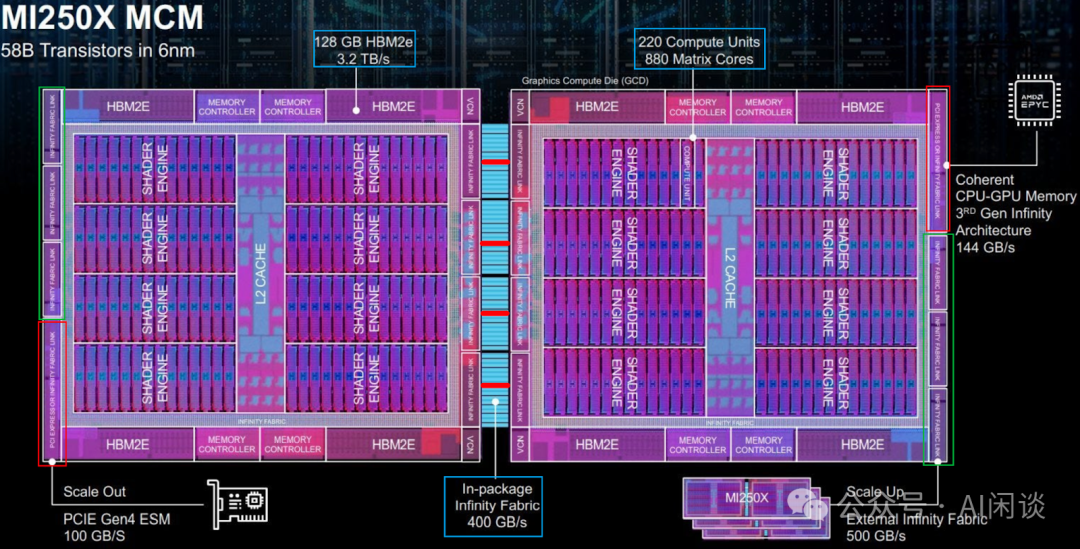 MI250X MCM
58B Transistors in 6nm
128 GB HBM2e
3.2 TB/s
220 Compute Units
880 Matrix Cores
Graphics Compute Die (GCD)
HBM2E
MEMORY
CONTROLLER
MEMORY
CONTROLLER
HBM2E
VCN
INFINITY FABRIC LINK
INFINITY FABRIC LINK
INFINITY FABRIC LINK
PCI EXPRESS OR INFINITY FABRIC LINK
SHADER
ENGINE
SHADER
ENGINE
SHADER
ENGINE
SHADER
ENGINE
L2 CACHE
SHADER
ENGINE
SHADER
ENGINE
SHADER
ENGINE
SHADER
ENGINE
INFINITY FABRIC LINK
INFINITY FABRIC LINK
INFINITY FABRIC LINK
INFINITY FABRIC LINK
INFINITY FABRIC
HBM2E
MEMORY
CONTROLLER
MEMORY
CONTROLLER
HBM2E
VCN
VCN
HBM2E
MEMORY
CONTROLLER
MEMORY
CONTROLLER
HBM2E
INFINITY FABRIC LINK
INFINITY FABRIC LINK
INFINITY FABRIC LINK
INFINITY FABRIC LINK
SHADER
ENGINE
SHADER
ENGINE
SHADER
ENGINE
SHADER
ENGINE
COMPUTE UNIT
L2 CACHE
SHADER
ENGINE
SHADER
ENGINE
SHADER
ENGINE
SHADER
ENGINE
PCI EXPRESS OR INFINITY FABRIC LINK
INFINITY FABRIC LINK
INFINITY FABRIC LINK
INFINITY FABRIC LINK
INFINITY FABRIC
VCN
HBM2E
MEMORY
CONTROLLER
MEMORY
CONTROLLER
HBM2E
AMD
EPYC
Coherent
CPU-GPU Memory
3RD Gen Infinity
Architecture
144 GB/s
Scale Out
PCIE Gen4 ESM
100 GB/S
In-package
Infinity Fabric
400 GB/s
MI250X
Scale Up
External Infinity Fabric
500 GB/s
公众号·AI闲谈